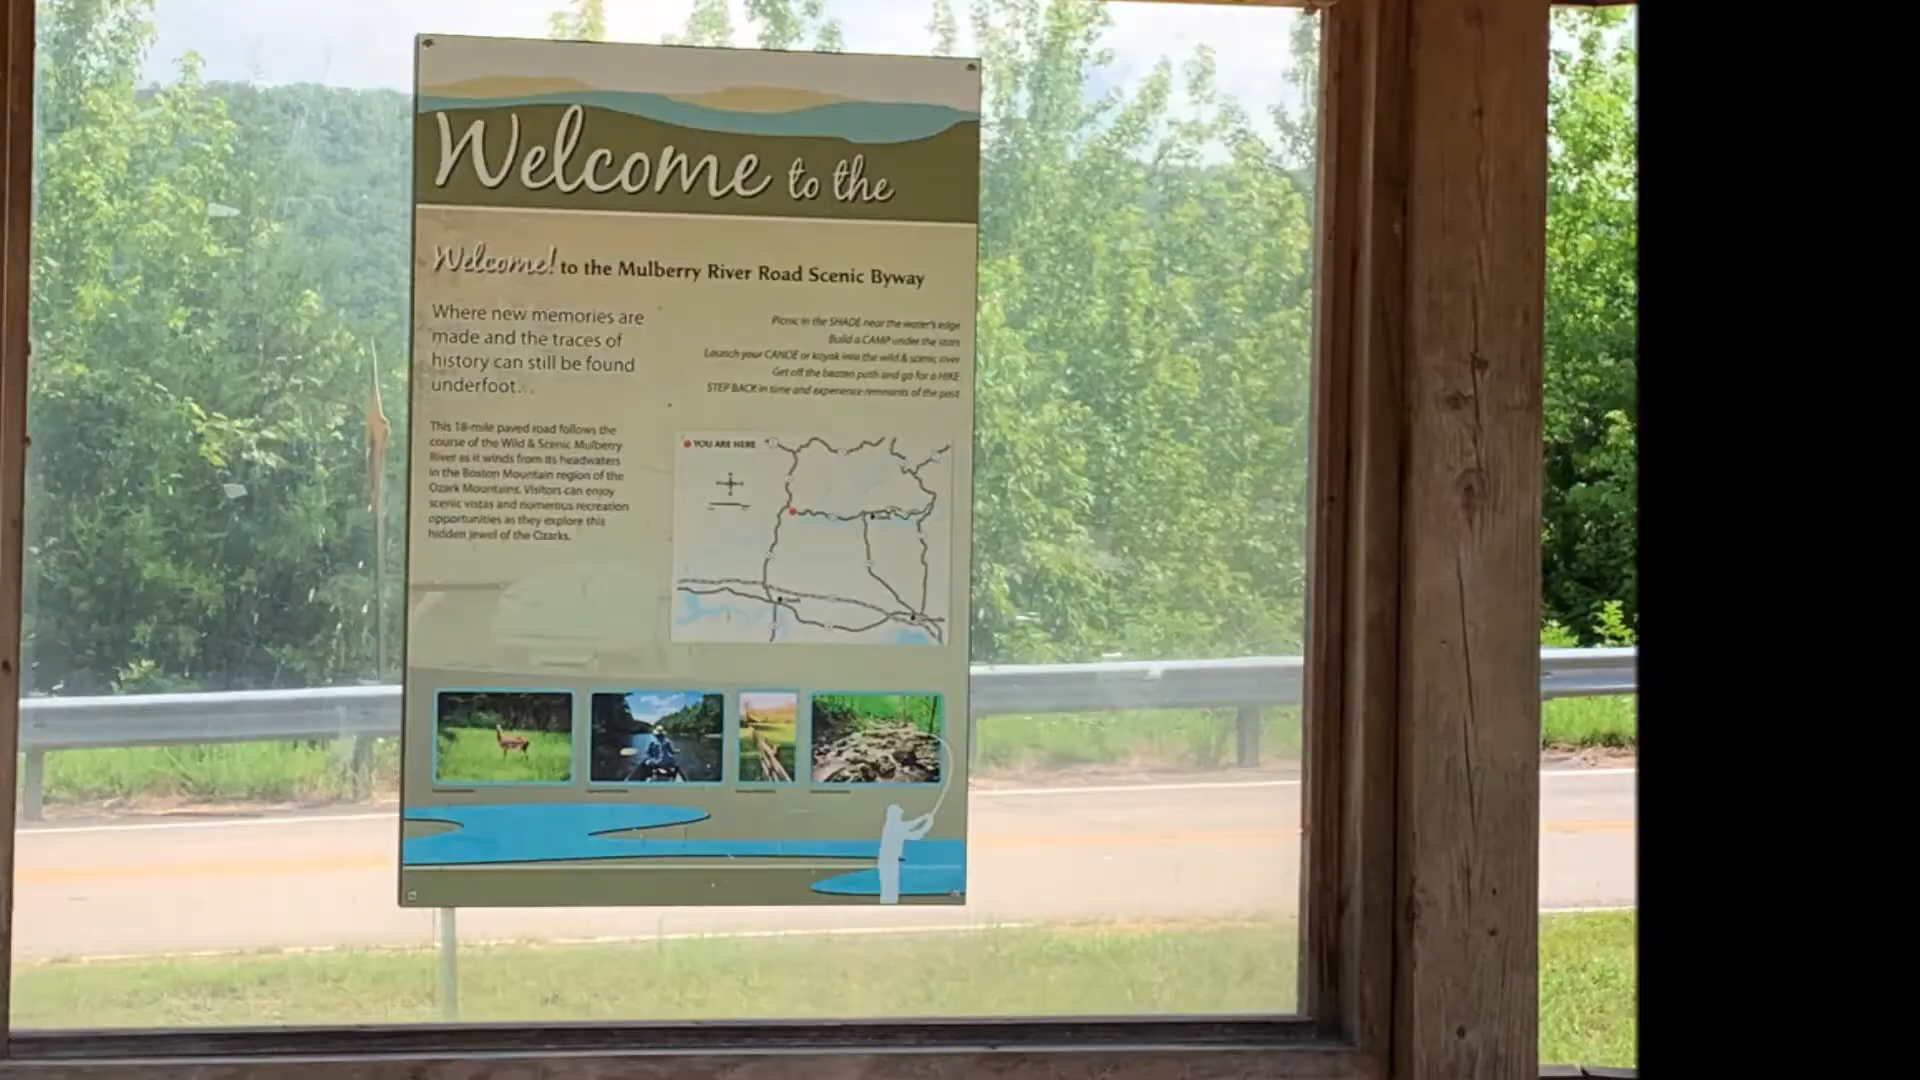 Welcome to the
Welcome! to the Mulberry River Road Scenic Byway
Where new memories are
made and the traces of
history can still be found
underfoot...
Picnic in the SHADE near the water's edge
Build a CAMP under the stars
Launch your CANOE or kayak into the wild & scenic river
Get off the beaten path and go for a HIKE
STEP BACK in time and experience remnants of the past
This 18-mile paved road follows the
course of the Wild & Scenic Mulberry
River as it winds from its headwaters
in the Boston Mountain region of the
Ozark Mountains. Visitors can enjoy
scenic vistas and numerous recreation
opportunities as they explore this
hidden jewel of the Ozarks.
YOU ARE HERE